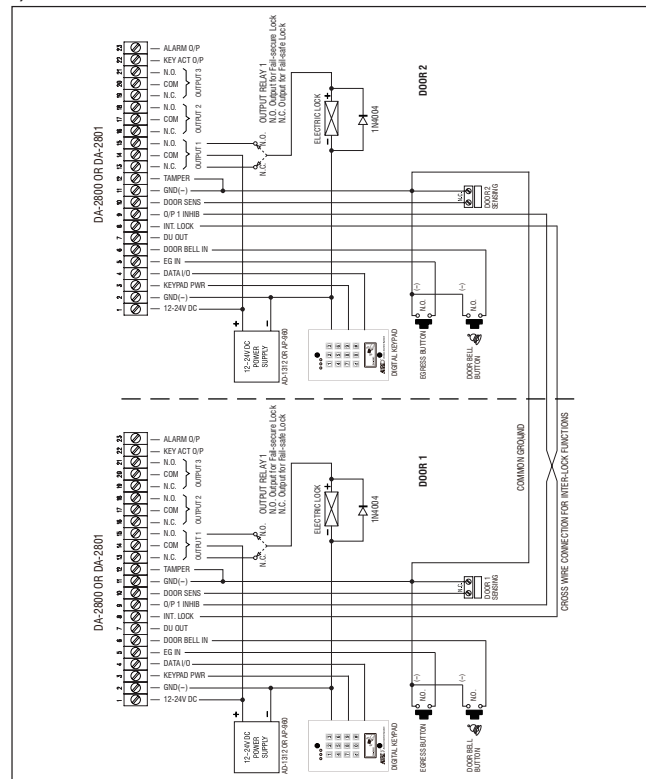 DA-2800 OR DA-2801
23 — ALARM O/P
22 — KEY ACT O/P
21 — N.O.
20 — COM
19 — N.C.
OUTPUT 3
18 — N.O.
17 — COM
16 — N.C.
OUTPUT 2
15 — N.O.
14 — COM
13 — N.C.
OUTPUT 1
12 — TAMPER
11 — GND(–)
10 — DOOR SENS
9 — O/P 1 INHIB
8 — INT. LOCK
7 — DU OUT
6 — DOOR BELL IN
5 — EG IN
4 — DATA I/O
3 — KEYPAD PWR
2 — GND(–)
1 — 12-24V DC
OUTPUT RELAY 1
N.O. Output for Fail-secure Lock
N.C. Output for Fail-safe Lock
N.O.
N.C.
ELECTRIC LOCK
+
–
1N4004
DOOR 2
N.C.
DOOR 2
SENSING
+
–
12-24V DC
POWER
SUPPLY
AD-1312 OR AP-960
DIGITAL KEYPAD
(–)
N.O.
EGRESS BUTTON
(–)
N.O.
DOOR BELL
BUTTON
DA-2800 OR DA-2801
23 — ALARM O/P
22 — KEY ACT O/P
21 — N.O.
20 — COM
19 — N.C.
OUTPUT 3
18 — N.O.
17 — COM
16 — N.C.
OUTPUT 2
15 — N.O.
14 — COM
13 — N.C.
OUTPUT 1
12 — TAMPER
11 — GND(–)
10 — DOOR SENS
9 — O/P 1 INHIB
8 — INT. LOCK
7 — DU OUT
6 — DOOR BELL IN
5 — EG IN
4 — DATA I/O
3 — KEYPAD PWR
2 — GND(–)
1 — 12-24V DC
OUTPUT RELAY 1
N.O. Output for Fail-secure Lock
N.C. Output for Fail-safe Lock
N.O.
N.C.
ELECTRIC LOCK
+
–
1N4004
DOOR 1
N.C.
DOOR 1
SENSING
+
–
12-24V DC
POWER
SUPPLY
AD-1312 OR AP-960
DIGITAL KEYPAD
(–)
N.O.
EGRESS BUTTON
(–)
N.O.
DOOR BELL
BUTTON
COMMON GROUND
CROSS WIRE CONNECTION FOR INTER-LOCK FUNCTIONS